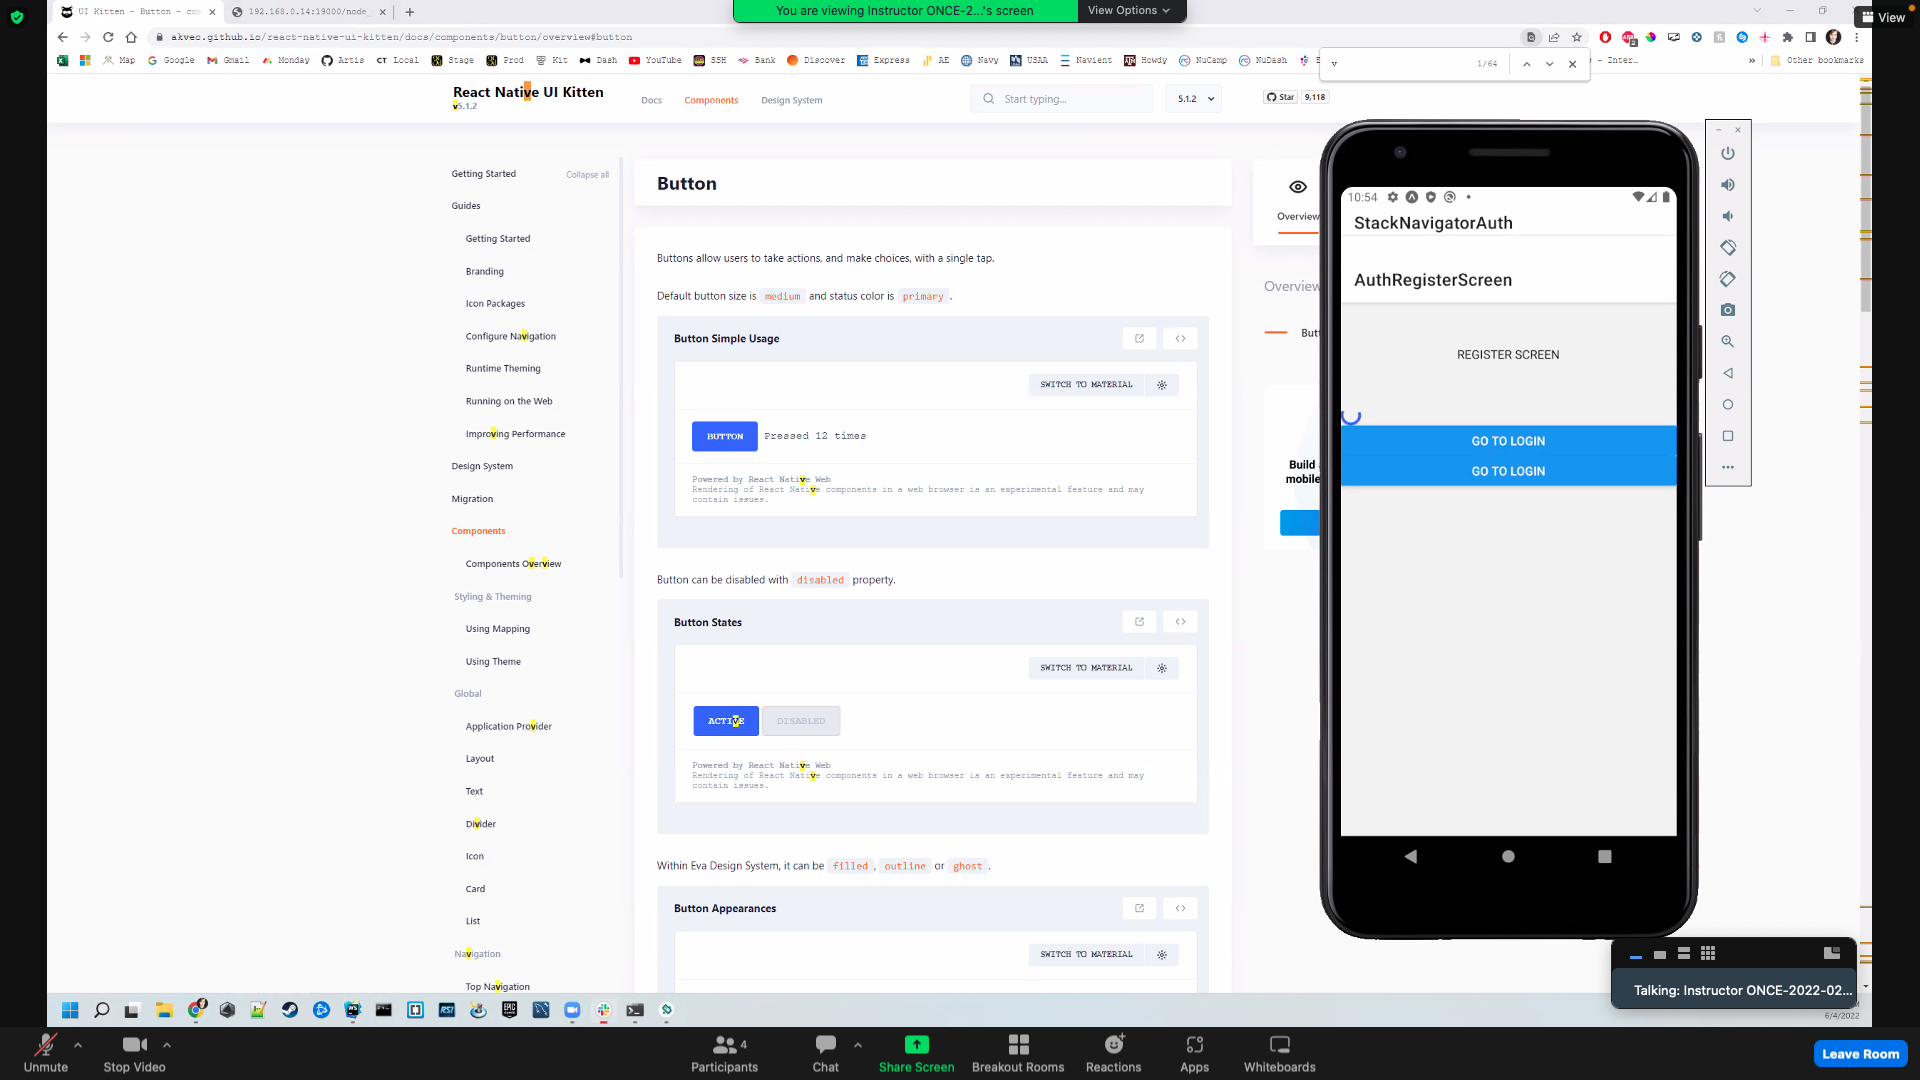 You are viewing Instructor ONCE-2...'s screen
View Options
View
UI Kitten - Button - co
192.168.0.14:19000/node_
akveo.github.io/react-native-ui-kitten/docs/components/button/overview#button
Map
Google
Gmail
Monday
Artis
CT Local
Stage
Prod
Kit
Dash
YouTube
SSH
Bank
Discover
Express
AE
Navy
USAA
Navient
Howdy
NuCamp
NuDash
- Inter...
Other bookmarks
v
1/64
React Native UI Kitten
v5.1.2
Docs
Components
Design System
Start typing...
5.1.2
Star
9,118
Getting Started
Collapse all
Guides
Getting Started
Branding
Icon Packages
Configure Navigation
Runtime Theming
Running on the Web
Improving Performance
Design System
Migration
Components
Components Overview
Styling & Theming
Using Mapping
Using Theme
Global
Application Provider
Layout
Text
Divider
Icon
Card
List
Navigation
Top Navigation
Button
Buttons allow users to take actions, and make choices, with a single tap.
Default button size is medium and status color is primary .
Button Simple Usage
SWITCH TO MATERIAL
BUTTON
Pressed 12 times
Powered by React Native Web
Rendering of React Native components in a web browser is an experimental feature and may
contain issues.
Button can be disabled with disabled property.
Button States
SWITCH TO MATERIAL
ACTIVE
DISABLED
Powered by React Native Web
Rendering of React Native components in a web browser is an experimental feature and may
contain issues.
Within Eva Design System, it can be filled , outline or ghost .
Button Appearances
SWITCH TO MATERIAL
Overview
Overview
Butt
Build
mobile
10:54
StackNavigatorAuth
AuthRegisterScreen
REGISTER SCREEN
GO TO LOGIN
GO TO LOGIN
Talking: Instructor ONCE-2022-02...
6/4/2022
Unmute
Stop Video
Participants
4
Chat
Share Screen
Breakout Rooms
Reactions
Apps
Whiteboards
Leave Room